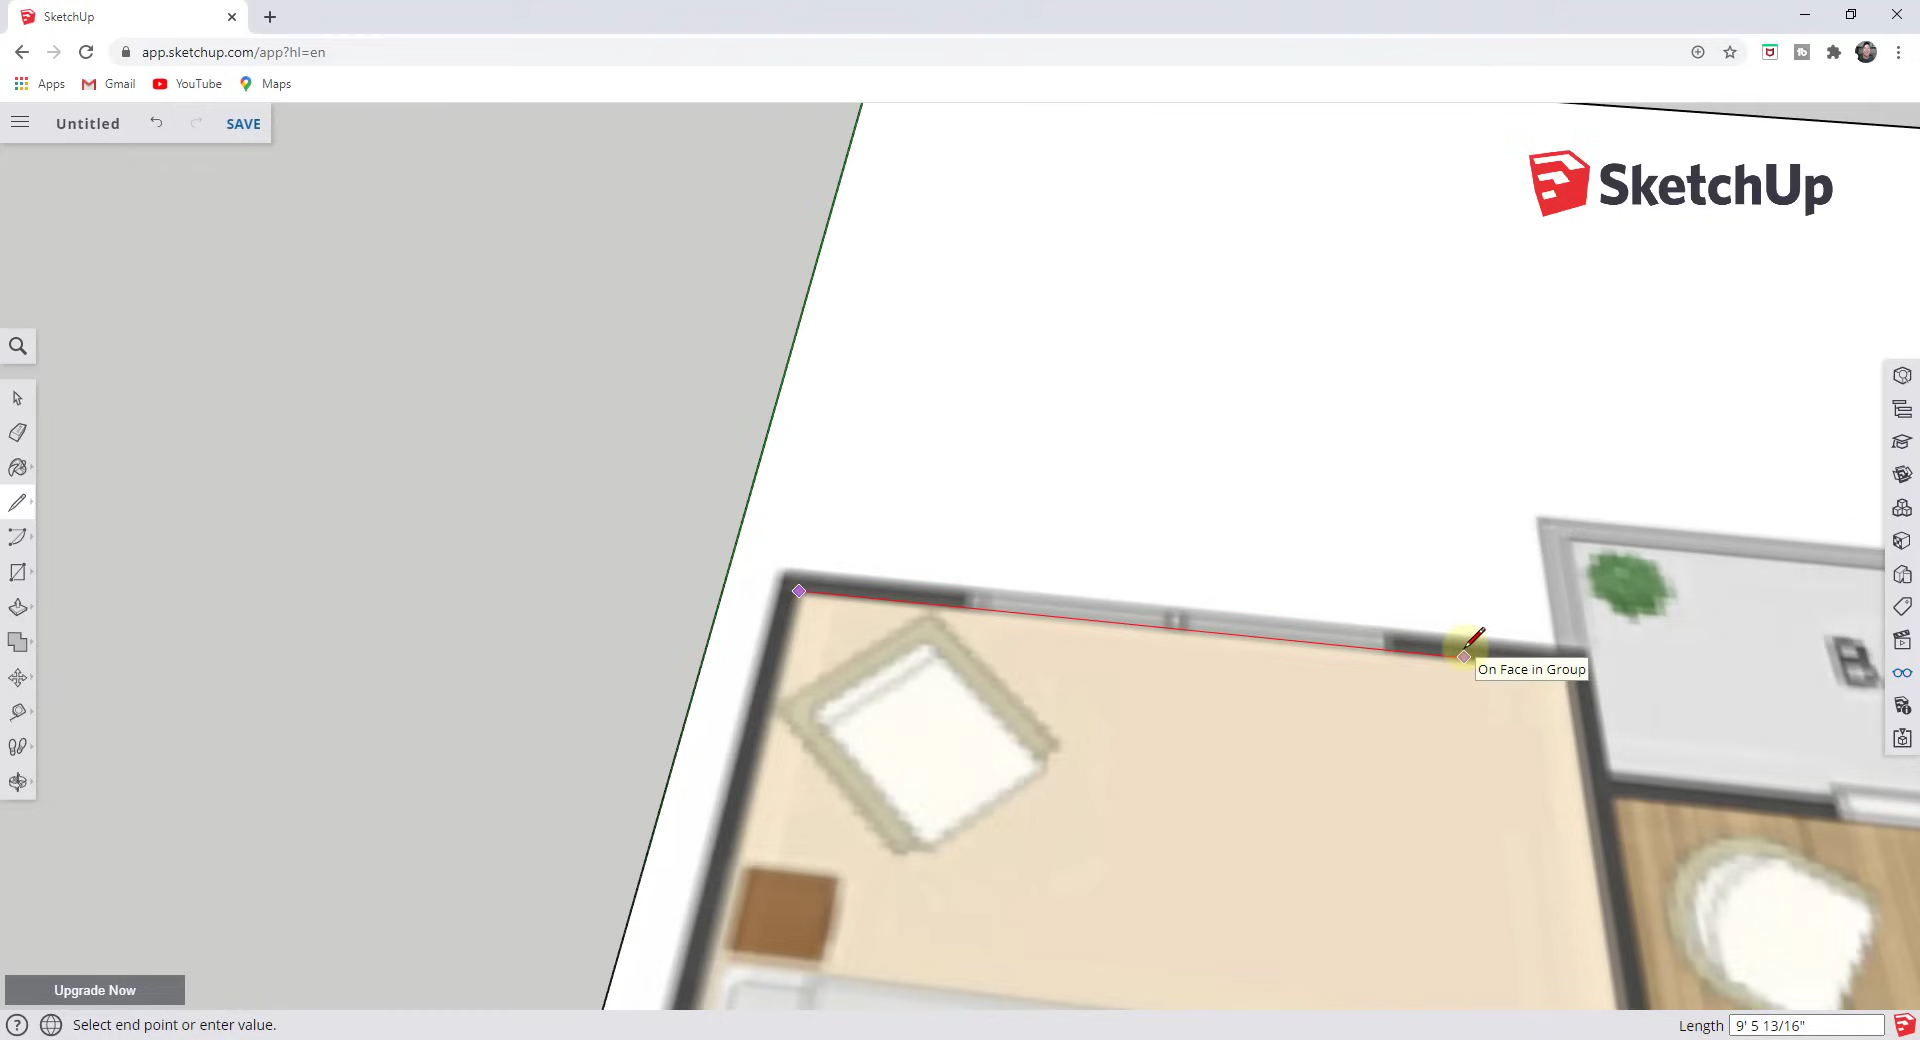 SketchUp
app.sketchup.com/app?hl=en
Apps
Gmail
YouTube
Maps
Untitled
SAVE
SketchUp
On Face in Group
Upgrade Now
Select end point or enter value.
Length 9' 5 13/16"